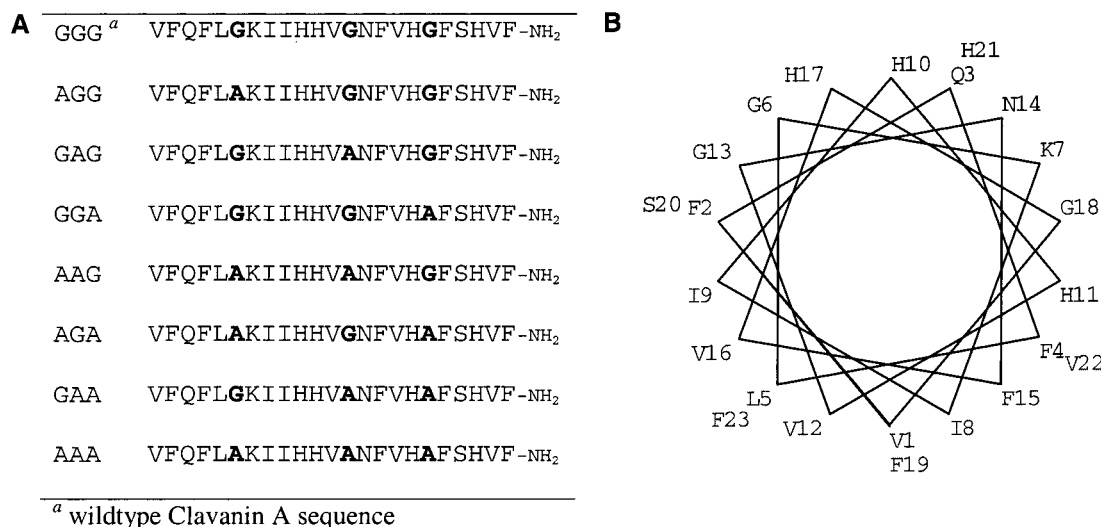 A
GGG a VFQFLGKIIHHVGNFVHGFSHVF-NH2
AGG VFQFLAKIIHHVGNFVHGFSHVF-NH2
GAG VFQFLGKIIHHVANFVHGFSHVF-NH2
GGA VFQFLGKIIHHVGNFVHAFSHVF-NH2
AAG VFQFLAKIIHHVANFVHGFSHVF-NH2
AGA VFQFLAKIIHHVGNFVHAFSHVF-NH2
GAA VFQFLGKIIHHVANFVHAFSHVF-NH2
AAA VFQFLAKIIHHVANFVHAFSHVF-NH2
a wildtype Clavanin A sequence
B
H21
H17 H10 Q3
G6 N14
G13 K7
S20 F2 G18
I9 H11
V16 F4 V22
L5 F15
F23 V12 V1 I8
F19